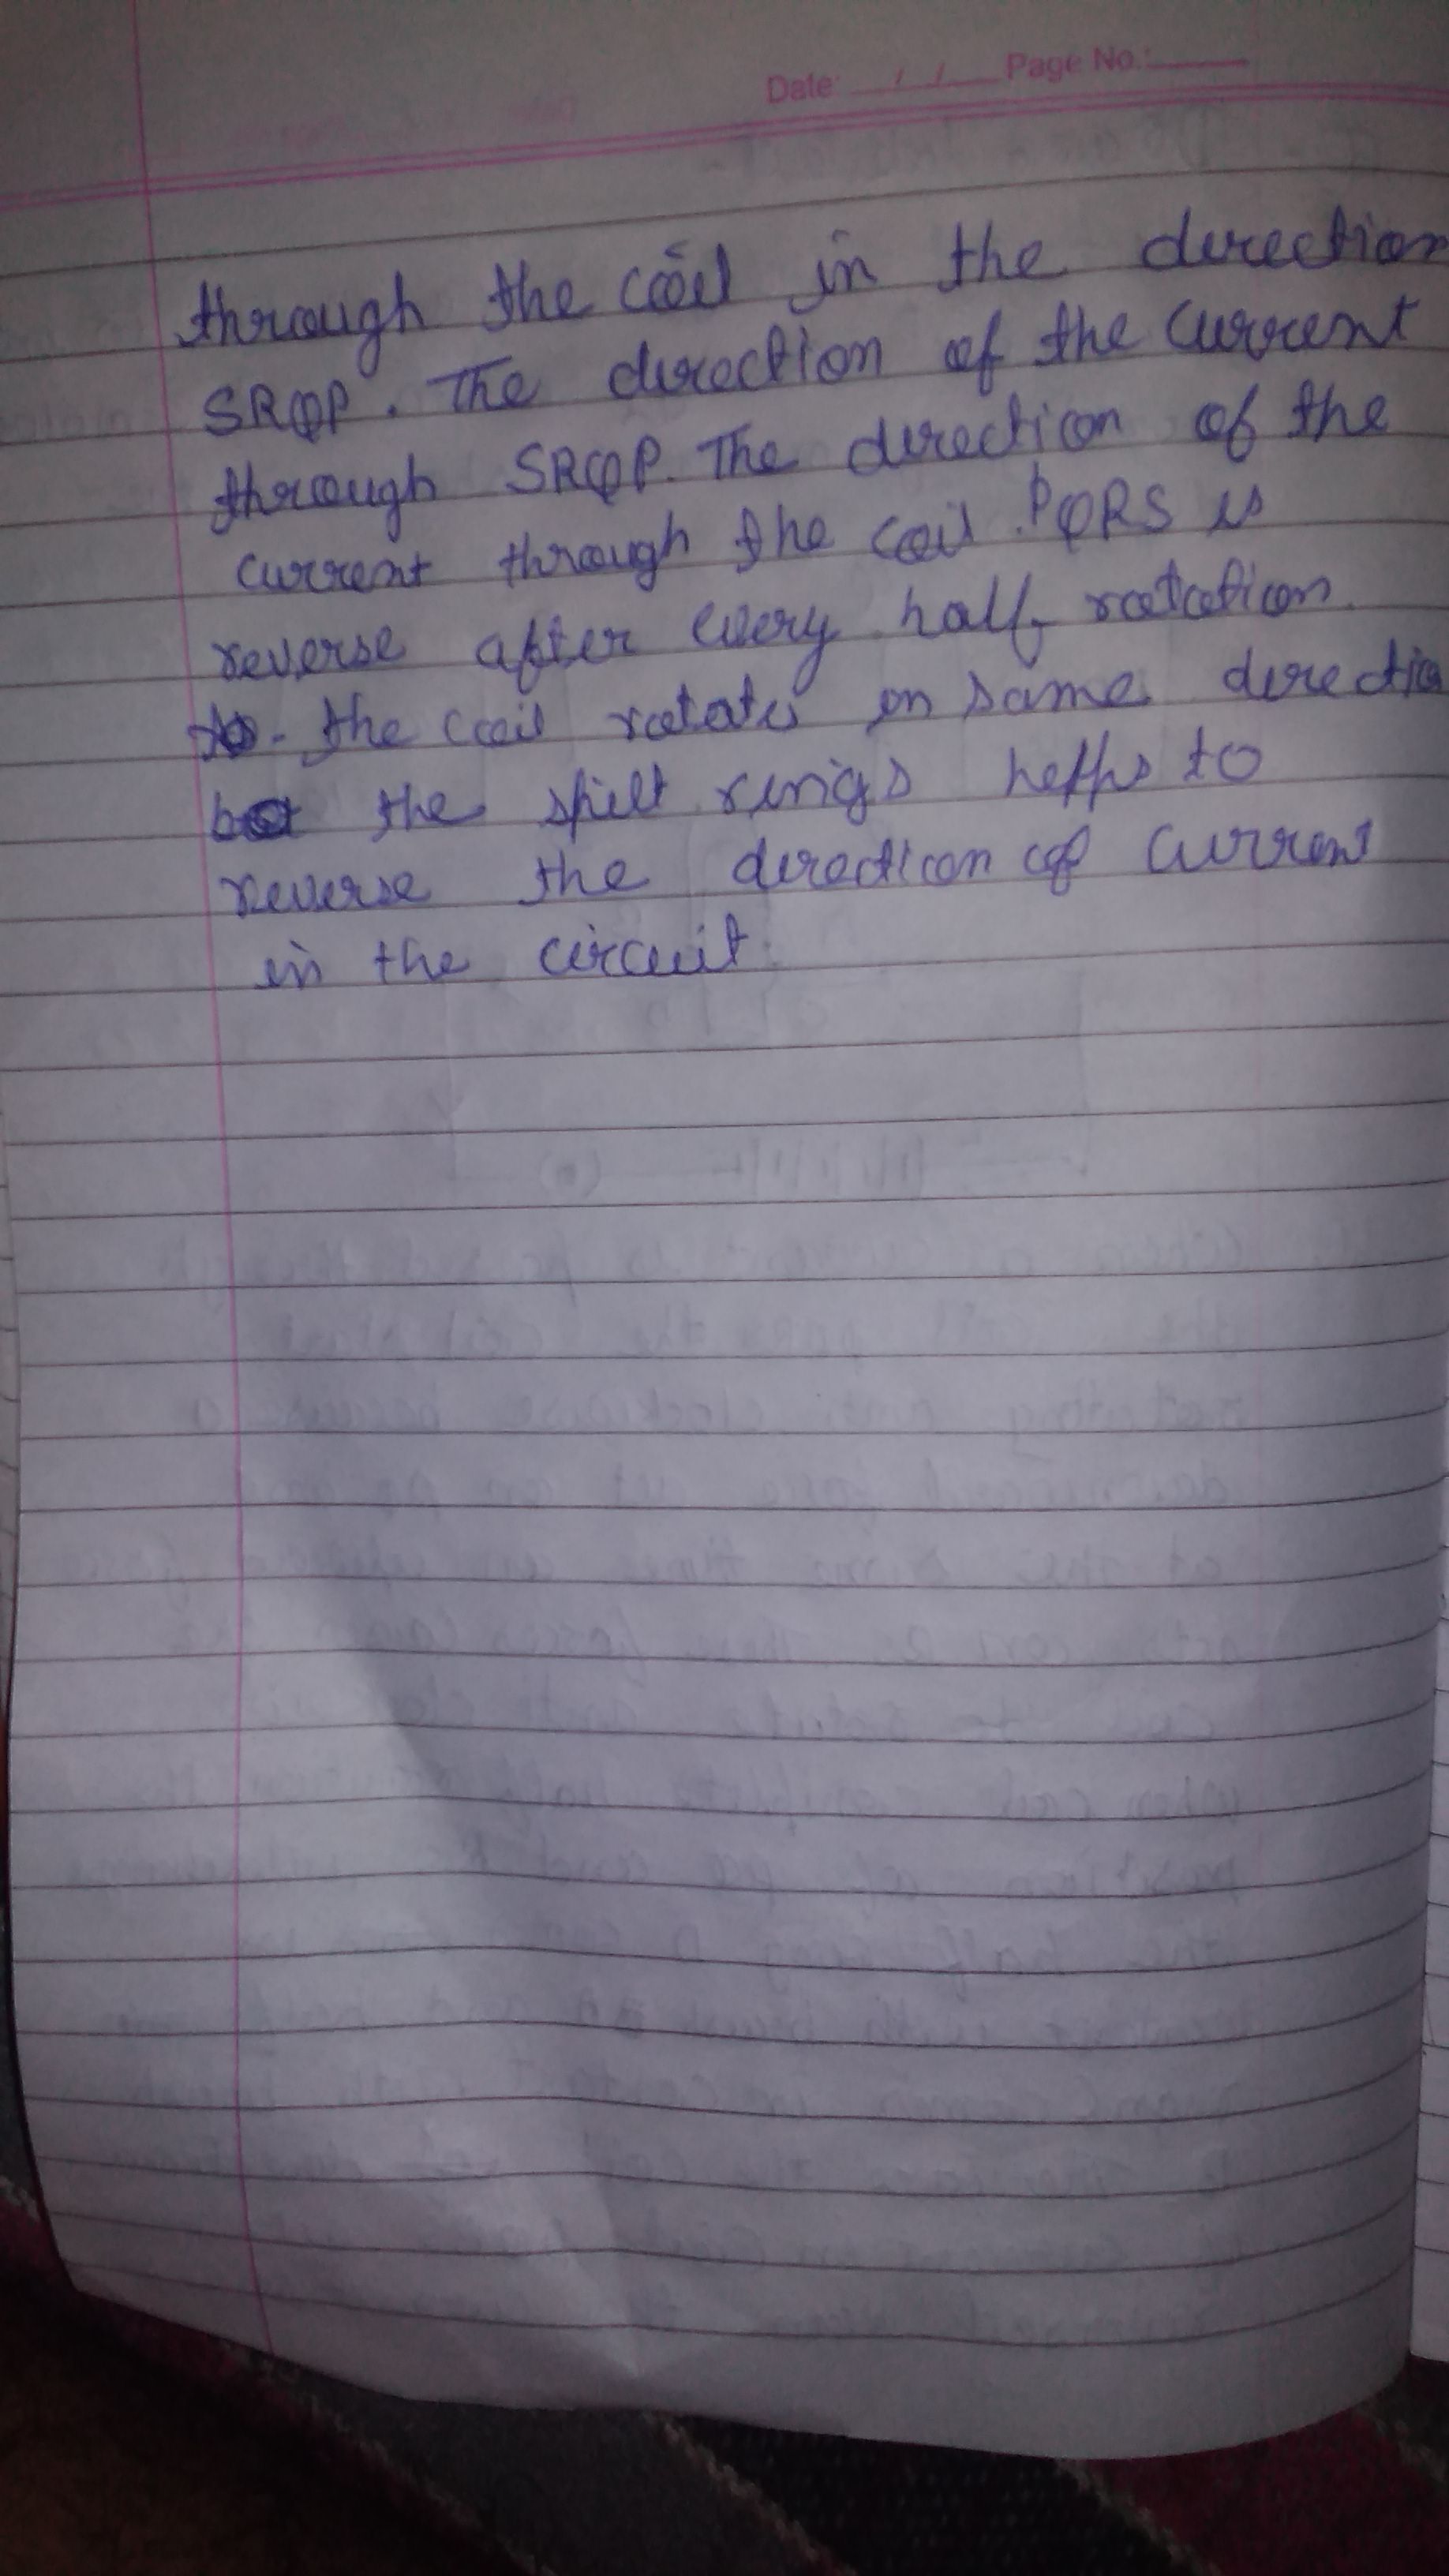 Date / / Page No.:
through the coil in the direction
SRQP. The direction of the current
through SRQP. The direction of the
current through the coil PQRS is
reverse after every half rotation.
the coil rotates in same directio
the split rings helps to
reverse the direction of current
in the circuit.